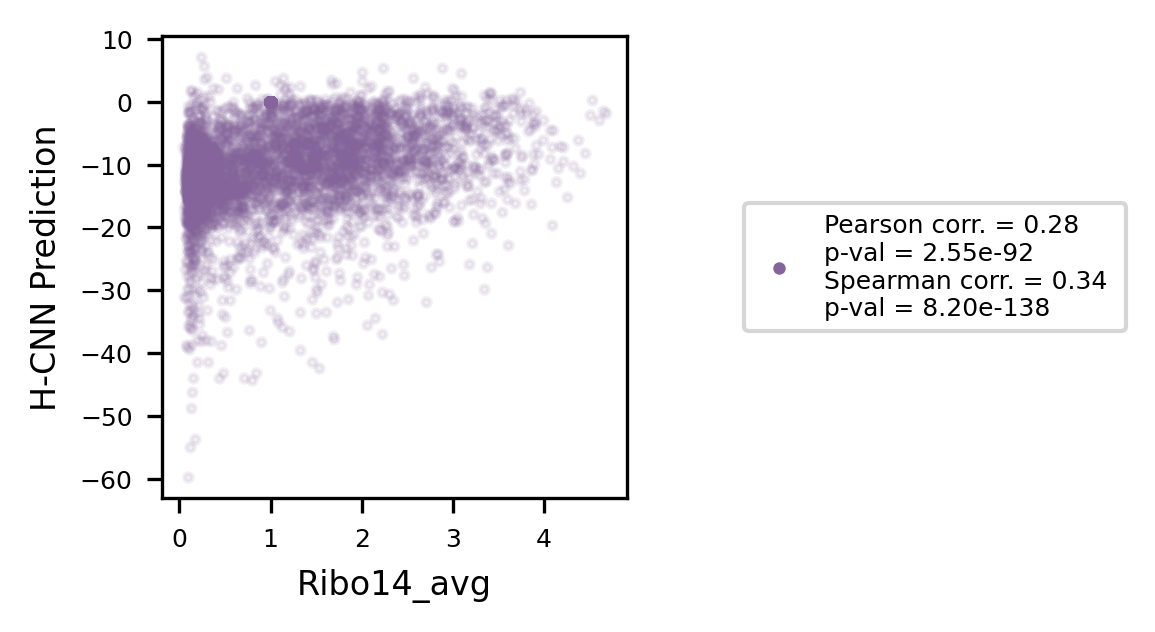 10
0
−10
−20
−30
−40
−50
−60
H-CNN Prediction
0 1 2 3 4
Ribo14_avg
Pearson corr. = 0.28
p-val = 2.55e-92
Spearman corr. = 0.34
p-val = 8.20e-138